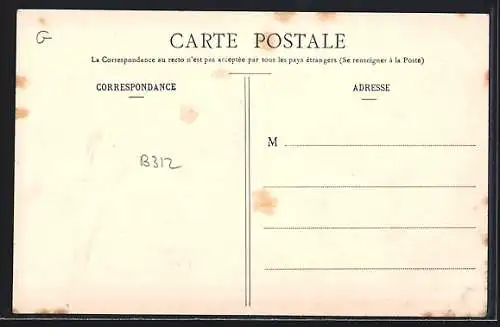 G
CARTE POSTALE
La Correspondance au recto n'est pas acceptée par tous les pays étrangers (Se renseigner à la Poste)
CORRESPONDANCE
ADRESSE
M
B312